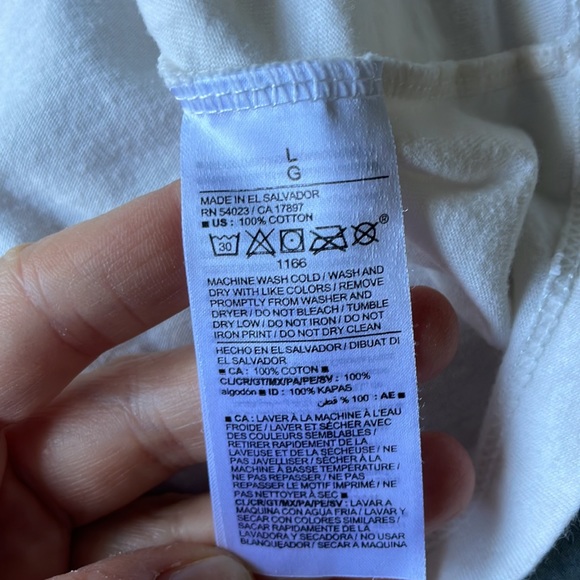 L
G
MADE IN EL SALVADOR
RN 54023 / CA 17897
■ US : 100% COTTON
30 ®
1166
MACHINE WASH COLD / WASH AND
DRY WITH LIKE COLORS / REMOVE
PROMPTLY FROM WASHER AND
DRYER / DO NOT BLEACH / TUMBLE
DRY LOW / DO NOT IRON / DO NOT
IRON PRINT / DO NOT DRY CLEAN
HECHO EN EL SALVADOR / DIBUAT DI
EL SALVADOR
■ CA : 100% COTON ■
CL/CR/GT/MX/PA/PE/SV : 100%
algodón ■ ID : 100% KAPAS
■ AE : 100 % قطن
■ CA : LAVER À LA MACHINE À L'EAU
FROIDE / LAVER ET SÉCHER AVEC
DES COULEURS SEMBLABLES /
RETIRER RAPIDEMENT DE LA
LAVEUSE ET DE LA SÉCHEUSE / NE
PAS JAVELLISER / SÉCHER À LA
MACHINE À BASSE TEMPÉRATURE /
NE PAS REPASSER / NE PAS
REPASSER LE MOTIF IMPRIMÉ / NE
PAS NETTOYER À SEC ■
CL/CR/GT/MX/PA/PE/SV : LAVAR A
MAQUINA CON AGUA FRIA / LAVAR Y
SECAR CON COLORES SIMILARES /
SACAR RAPIDAMENTE DE LA
LAVADORA Y SECADORA / NO USAR
BLANQUEADOR / SECAR A MAQUINA